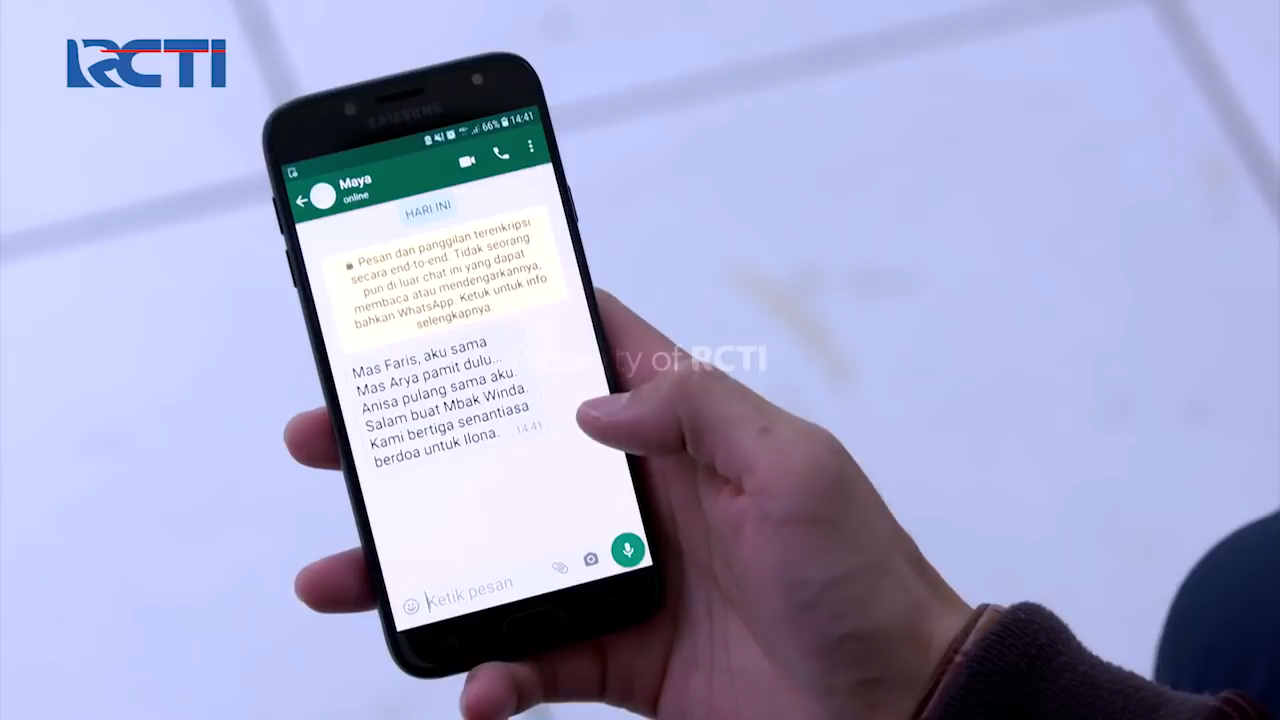 RCTI
SAMSUNG
66% 14:41
Maya
online
HARI INI
Pesan dan panggilan terenkripsi
secara end-to-end. Tidak seorang
pun di luar chat ini yang dapat
membaca atau mendengarkannya,
bahkan WhatsApp. Ketuk untuk info
selengkapnya.
Mas Faris, aku sama
Mas Arya pamit dulu...
Anisa pulang sama aku.
Salam buat Mbak Winda.
Kami bertiga senantiasa
berdoa untuk Ilona. 14.41
Property of RCTI
Ketik pesan